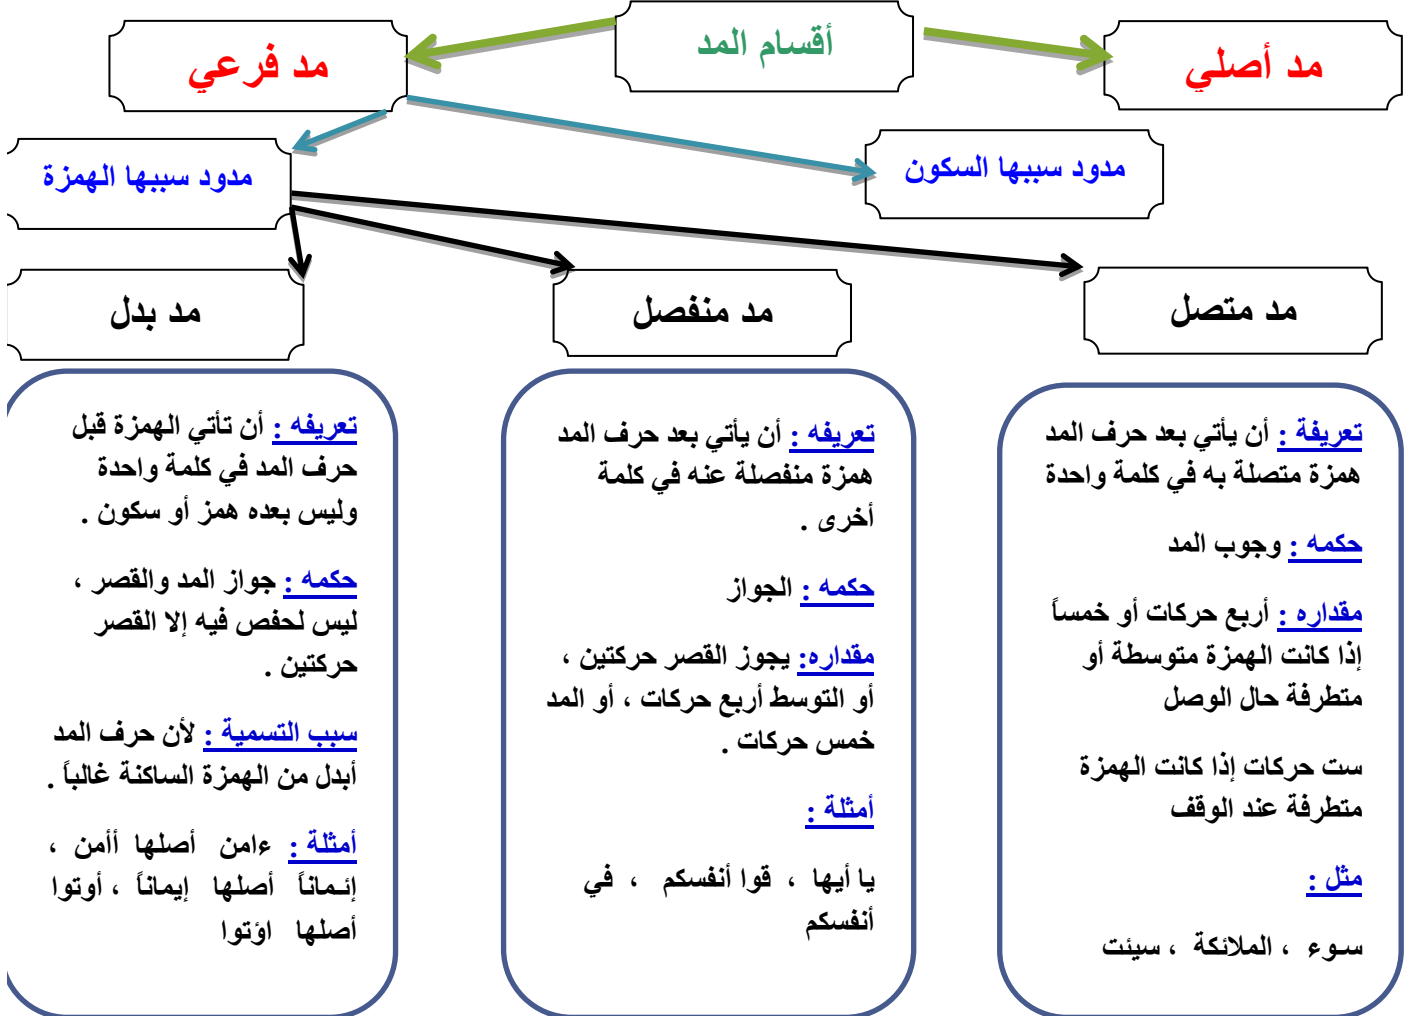 أقسام المد
مد أصلي
مد فرعي
مدود سببها السكون
مدود سببها الهمزة
مد متصل
مد منفصل
مد بدل
تعريفة : أن يأتي بعد حرف المد
همزة متصلة به في كلمة واحدة
حكمه : وجوب المد
مقداره : أربع حركات أو خمساً
إذا كانت الهمزة متوسطة أو
متطرفة حال الوصل
ست حركات إذا كانت الهمزة
متطرفة عند الوقف
مثل :
سوء ، الملائكة ، سيئت
تعريفه : أن يأتي بعد حرف المد
همزة منفصلة عنه في كلمة
أخرى .
حكمه : الجواز
مقداره: يجوز القصر حركتين ،
أو التوسط أربع حركات ، أو المد
خمس حركات .
أمثلة :
يا أيها ، قوا أنفسكم ، في
أنفسكم
تعريفه : أن تأتي الهمزة قبل
حرف المد في كلمة واحدة
وليس بعده همز أو سكون .
حكمه : جواز المد والقصر ،
ليس لحفص فيه إلا القصر
حركتين .
سبب التسمية : لأن حرف المد
أبدل من الهمزة الساكنة غالباً .
أمثلة : ءامن أصلها أأمن ،
إئـماناً أصلها إيماناً ، أوتوا
أصلها اؤتوا